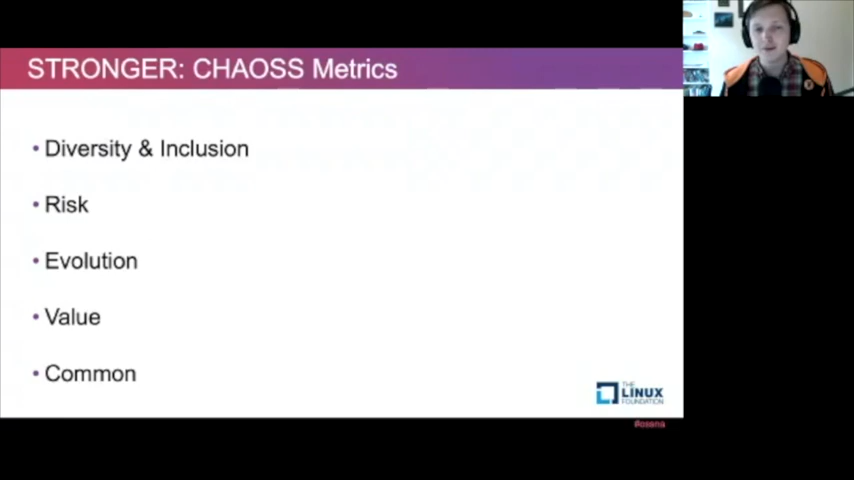 STRONGER: CHAOSS Metrics
• Diversity & Inclusion
• Risk
• Evolution
• Value
• Common
THE
LINUX
FOUNDATION
#ossna